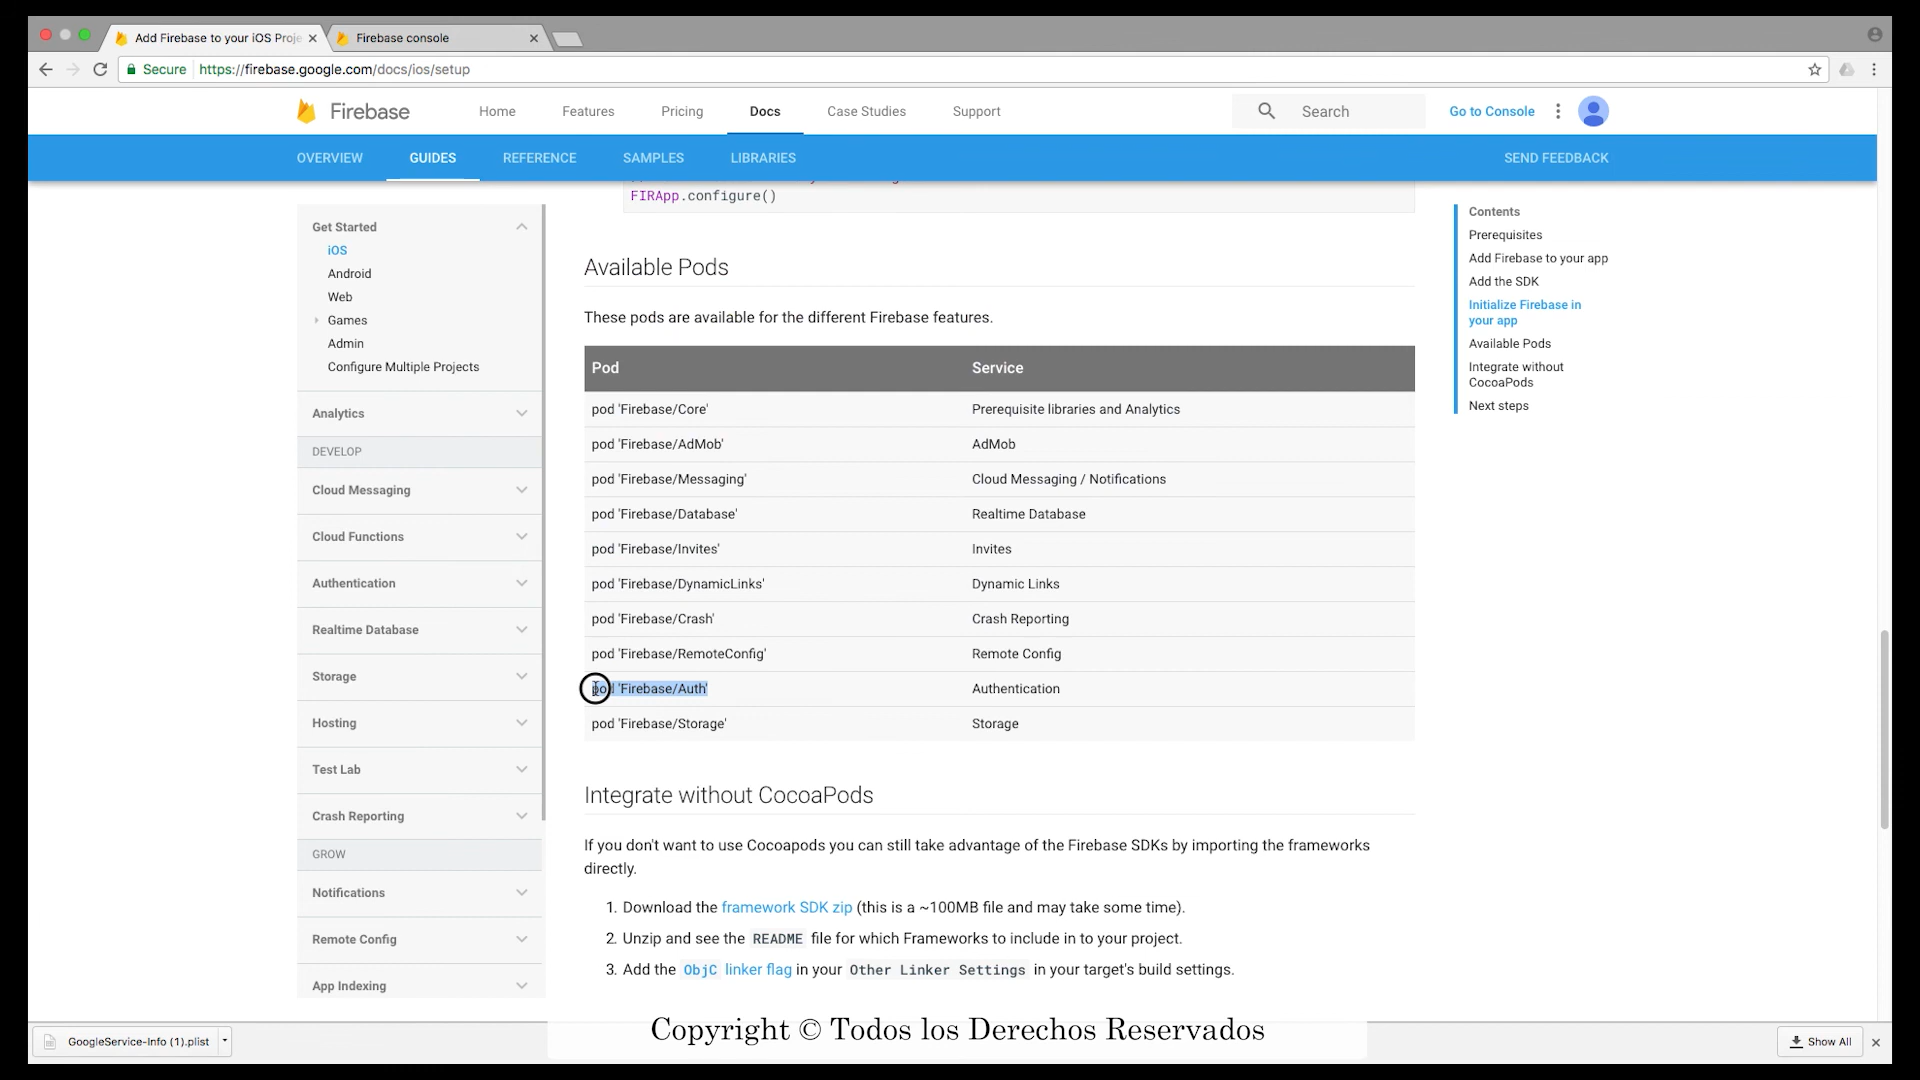 Add Firebase to your iOS Proje
Firebase console
Secure https://firebase.google.com/docs/ios/setup
Firebase
Home Features Pricing Docs Case Studies Support
Search
Go to Console
OVERVIEW GUIDES REFERENCE SAMPLES LIBRARIES SEND FEEDBACK
Get Started
iOS
Android
Web
Games
Admin
Configure Multiple Projects
Analytics
DEVELOP
Cloud Messaging
Cloud Functions
Authentication
Realtime Database
Storage
Hosting
Test Lab
Crash Reporting
GROW
Notifications
Remote Config
App Indexing
FIRApp.configure()
Available Pods
These pods are available for the different Firebase features.
Pod Service
pod 'Firebase/Core' Prerequisite libraries and Analytics
pod 'Firebase/AdMob' AdMob
pod 'Firebase/Messaging' Cloud Messaging / Notifications
pod 'Firebase/Database' Realtime Database
pod 'Firebase/Invites' Invites
pod 'Firebase/DynamicLinks' Dynamic Links
pod 'Firebase/Crash' Crash Reporting
pod 'Firebase/RemoteConfig' Remote Config
pod 'Firebase/Auth' Authentication
pod 'Firebase/Storage' Storage
Integrate without CocoaPods
If you don't want to use Cocoapods you can still take advantage of the Firebase SDKs by importing the frameworks
directly.
1. Download the framework SDK zip (this is a ~100MB file and may take some time).
2. Unzip and see the README file for which Frameworks to include in to your project.
3. Add the ObjC linker flag in your Other Linker Settings in your target's build settings.
Contents
Prerequisites
Add Firebase to your app
Add the SDK
Initialize Firebase in
your app
Available Pods
Integrate without
CocoaPods
Next steps
Copyright © Todos los Derechos Reservados
GoogleService-Info (1).plist
Show All